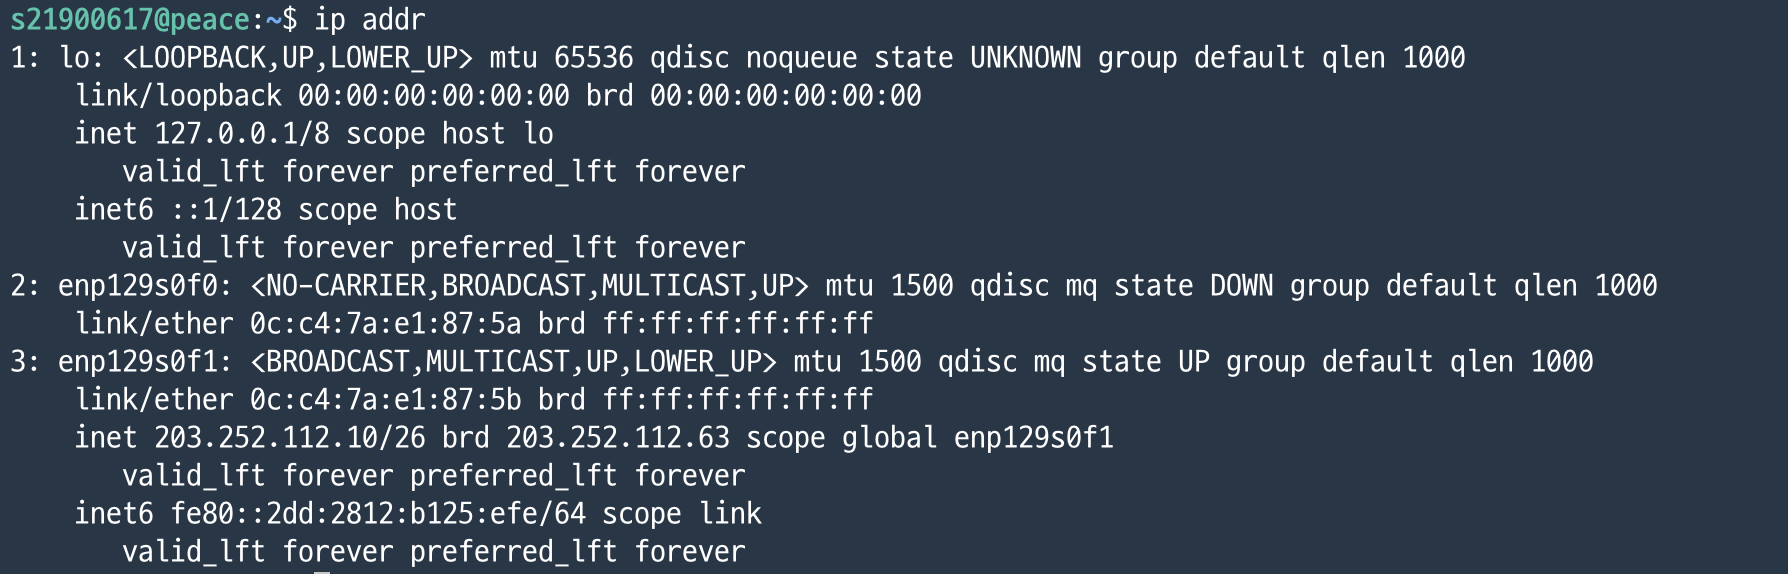 s21900617@peace:~$ ip addr
1: lo: <LOOPBACK,UP,LOWER_UP> mtu 65536 qdisc noqueue state UNKNOWN group default qlen 1000
    link/loopback 00:00:00:00:00:00 brd 00:00:00:00:00:00
    inet 127.0.0.1/8 scope host lo
       valid_lft forever preferred_lft forever
    inet6 ::1/128 scope host
       valid_lft forever preferred_lft forever
2: enp129s0f0: <NO-CARRIER,BROADCAST,MULTICAST,UP> mtu 1500 qdisc mq state DOWN group default qlen 1000
    link/ether 0c:c4:7a:e1:87:5a brd ff:ff:ff:ff:ff:ff
3: enp129s0f1: <BROADCAST,MULTICAST,UP,LOWER_UP> mtu 1500 qdisc mq state UP group default qlen 1000
    link/ether 0c:c4:7a:e1:87:5b brd ff:ff:ff:ff:ff:ff
    inet 203.252.112.10/26 brd 203.252.112.63 scope global enp129s0f1
       valid_lft forever preferred_lft forever
    inet6 fe80::2dd:2812:b125:efe/64 scope link
       valid_lft forever preferred_lft forever